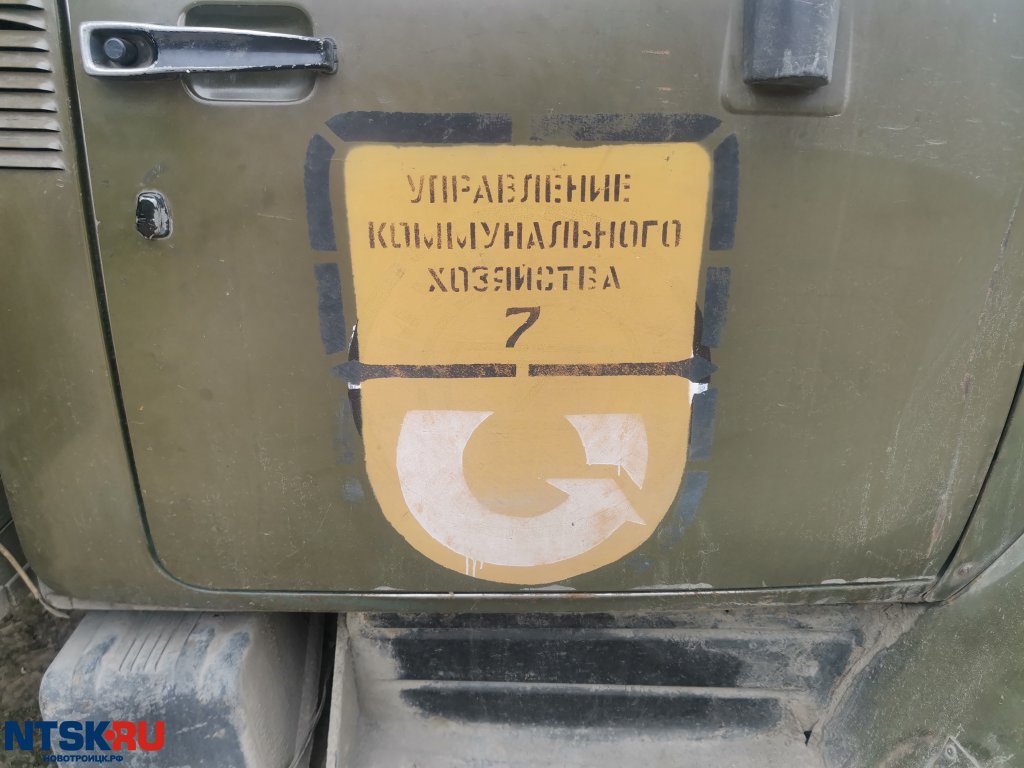 УПРАВЛЕНИЕ
КОММУНАЛЬНОГО
ХОЗЯЙСТВА
7
NTSK.RU
НОВОТРОИЦК.РФ